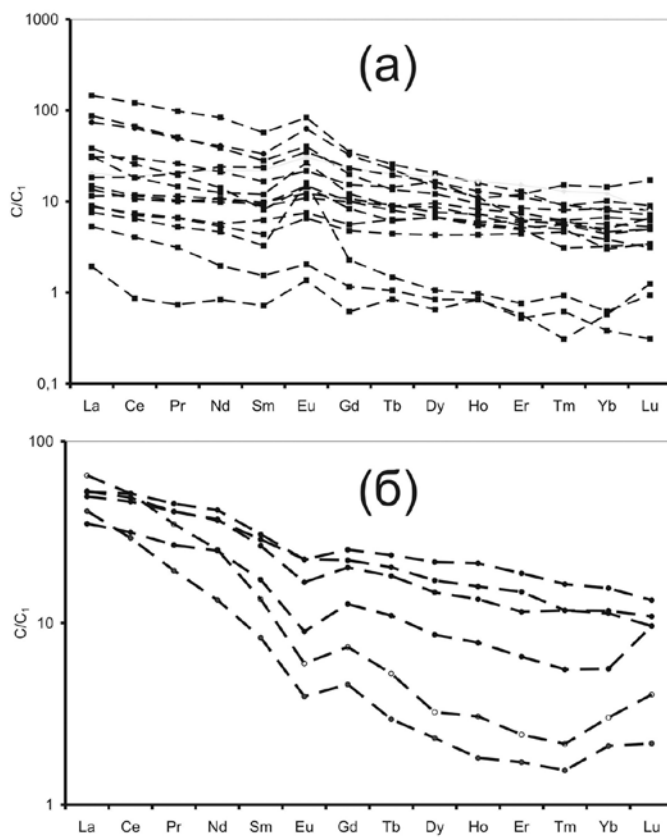 1000
(а)
100
C/C₁
10
1
0,1
La Ce Pr Nd Sm Eu Gd Tb Dy Ho Er Tm Yb Lu
100
(б)
C/C₁
10
1
La Ce Pr Nd Sm Eu Gd Tb Dy Ho Er Tm Yb Lu